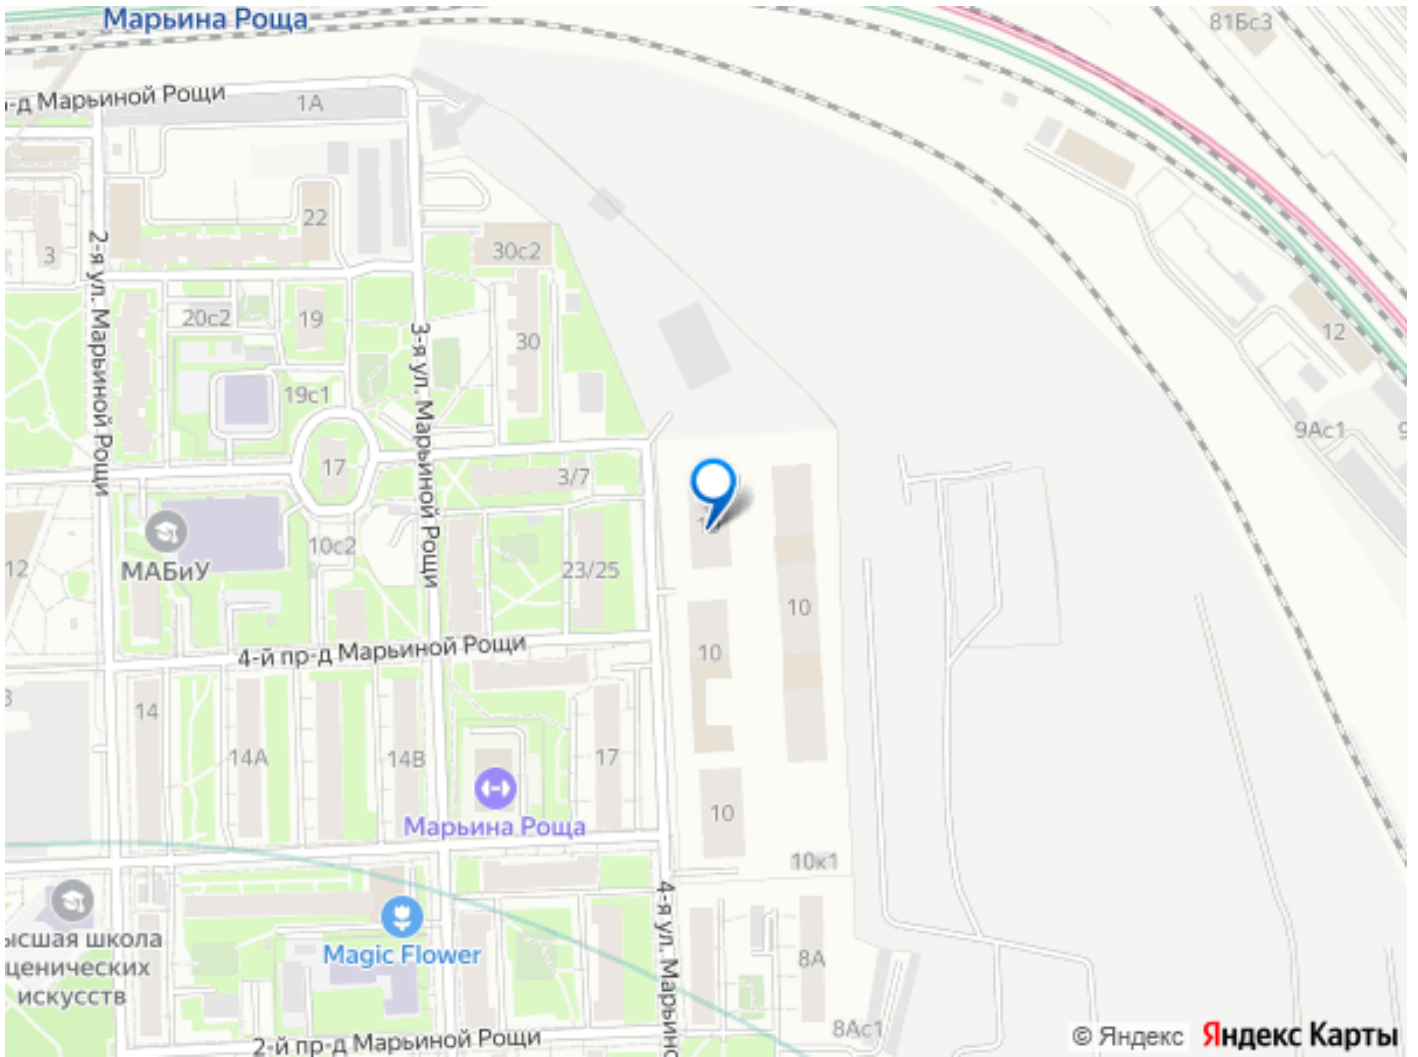 Марьина Роща
81Бс3
-д Марьиной Рощи
1А
22
3
2-я ул. Марьиной Рощи
30с2
20с2
19
3-я ул. Марьиной Рощи
30
12
19с1
9Ас1
9
17
3/7
10с2
МАБиУ
12
23/25
10
4-й пр-д Марьиной Рощи
10
14
14А
14В
17
Марьина Роща
10
10к1
4-я ул. Марьино
ысшая школа
ценических
искусств
Magic Flower
8А
8Ас1
2-й пр-д Марьиной Рощи
© Яндекс Яндекс Карты